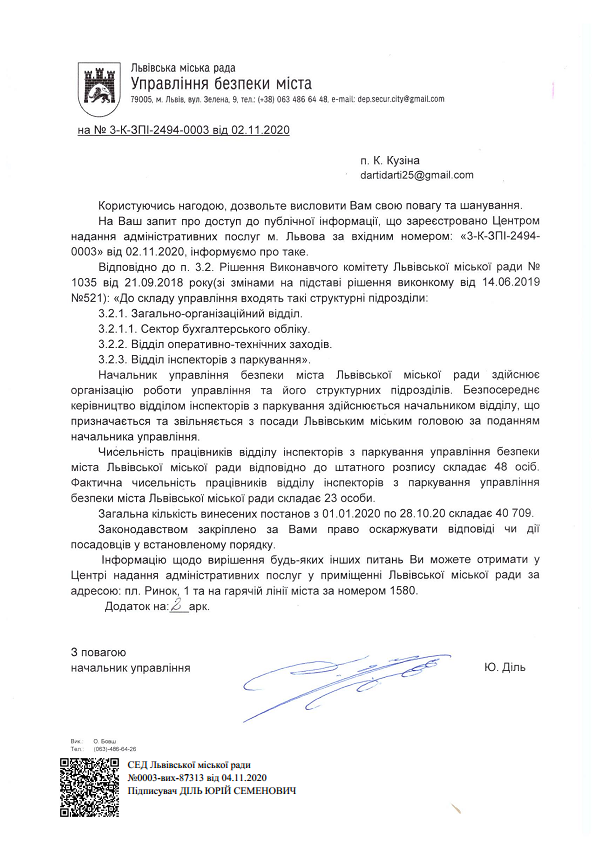 Львівська міська рада
Управління безпеки міста
79005, м. Львів, вул. Зелена, 9, тел.: (+38) 063 486 64 48, e-mail: dep.secur.city@gmail.com
на № 3-К-ЗПІ-2494-0003 від 02.11.2020
п. К. Кузіна
dartidarti25@gmail.com
Користуючись нагодою, дозвольте висловити Вам свою повагу та шанування.
На Ваш запит про доступ до публічної інформації, що зареєстровано Центром
надання адміністративних послуг м. Львова за вхідним номером: «3-К-ЗПІ-2494-
0003» від 02.11.2020, інформуємо про таке.
Відповідно до п. 3.2. Рішення Виконавчого комітету Львівської міської ради №
1035 від 21.09.2018 року(зі змінами на підставі рішення виконкому від 14.06.2019
№521): «До складу управління входять такі структурні підрозділи:
3.2.1. Загально-організаційний відділ.
3.2.1.1. Сектор бухгалтерського обліку.
3.2.2. Відділ оперативно-технічних заходів.
3.2.3. Відділ інспекторів з паркування».
Начальник управління безпеки міста Львівської міської ради здійснює
організацію роботи управління та його структурних підрозділів. Безпосереднє
керівництво відділом інспекторів з паркування здійснюється начальником відділу, що
призначається та звільняється з посади Львівським міським головою за поданням
начальника управління.
Чисельність працівників відділу інспекторів з паркування управління безпеки
міста Львівської міської ради відповідно до штатного розпису складає 48 осіб.
Фактична чисельність працівників відділу інспекторів з паркування управління
безпеки міста Львівської міської ради складає 23 особи.
Загальна кількість винесених постанов з 01.01.2020 по 28.10.20 складає 40 709.
Законодавством закріплено за Вами право оскаржувати відповіді чи дії
посадовців у встановленому порядку.
Інформацію щодо вирішення будь-яких інших питань Ви можете отримати у
Центрі надання адміністративних послуг у приміщенні Львівської міської ради за
адресою: пл. Ринок, 1 та на гарячій лінії міста за номером 1580.
Додаток на: 2 арк.
З повагою
начальник управління
Ю. Діль
Вик.: О. Бовш
Тел.: (063)-486-64-26
СЕД Львівської міської ради
№0003-вих-87313 від 04.11.2020
Підписувач ДІЛЬ ЮРІЙ СЕМЕНОВИЧ